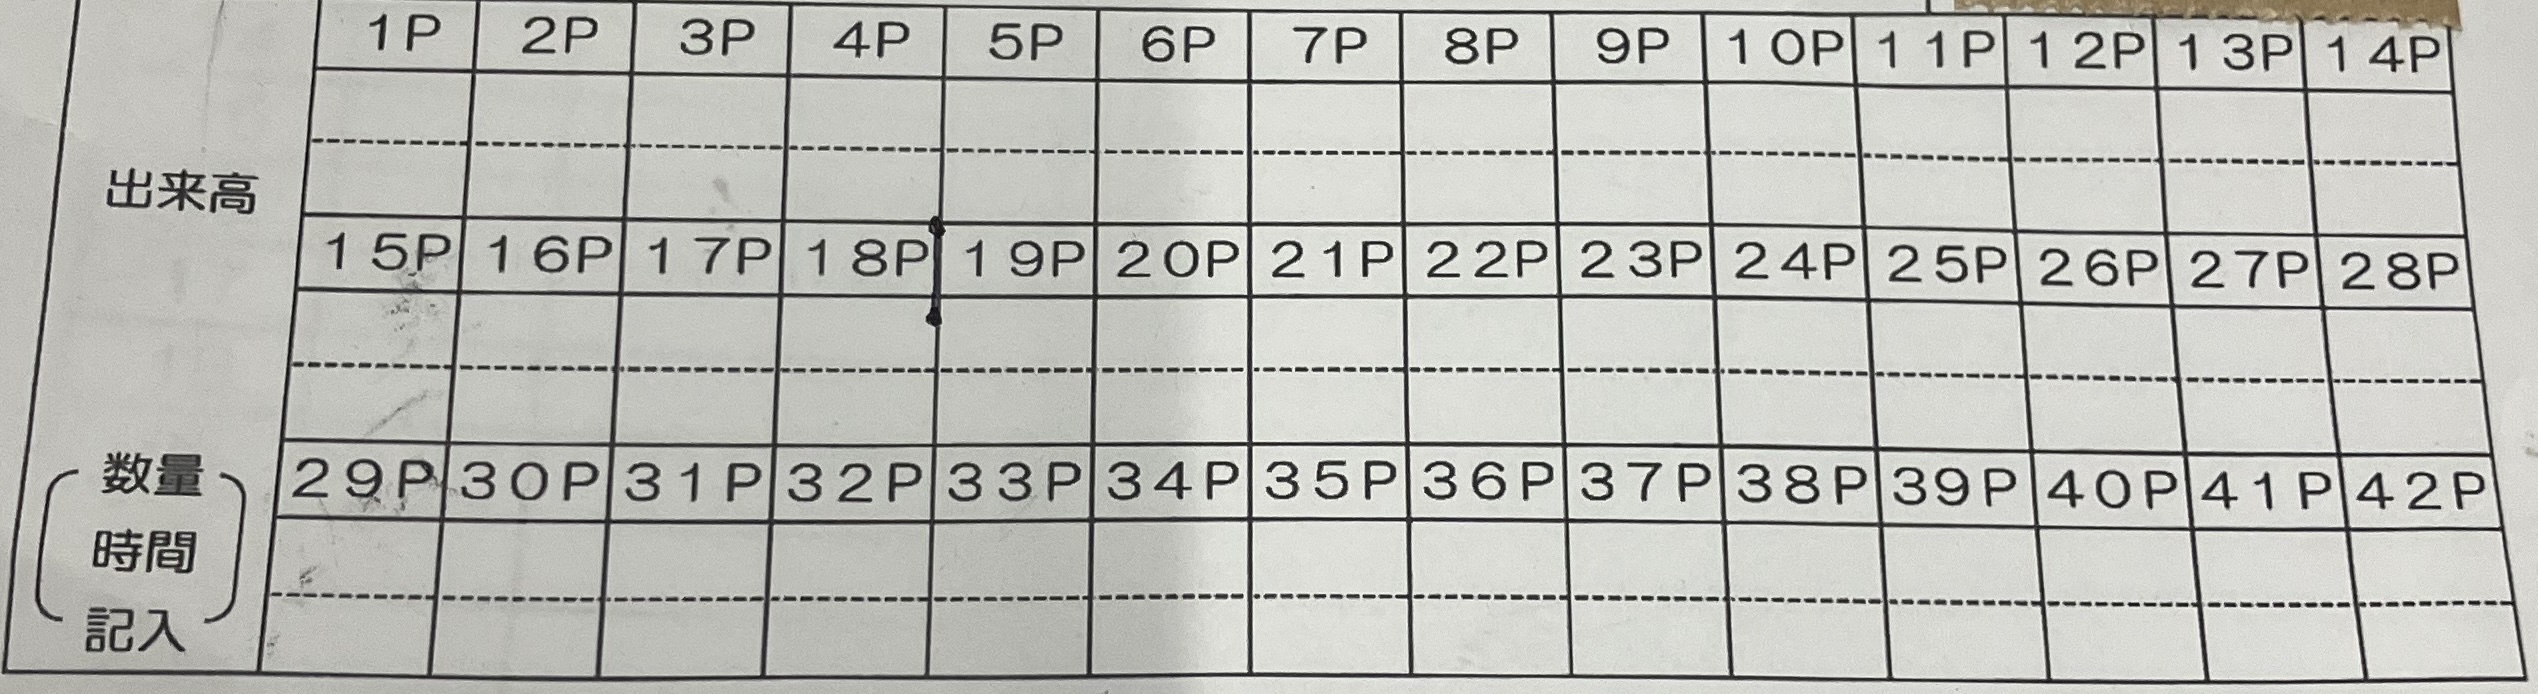 1P 2P 3P 4P 5P 6P 7P 8P 9P 10P 11P 12P 13P 14P
出来高
15P 16P 17P 18P 19P 20P 21P 22P 23P 24P 25P 26P 27P 28P
数量
29P 30P 31P 32P 33P 34P 35P 36P 37P 38P 39P 40P 41P 42P
時間
記入